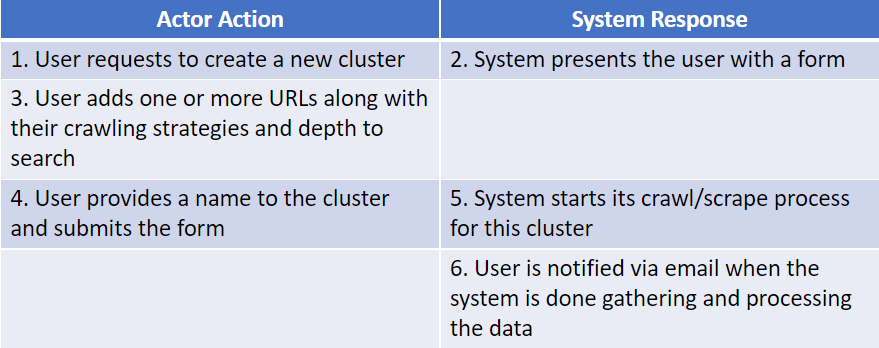 Actor Action
System Response
1. User requests to create a new cluster
2. System presents the user with a form
3. User adds one or more URLs along with
their crawling strategies and depth to
search
4. User provides a name to the cluster
and submits the form
5. System starts its crawl/scrape process
for this cluster
6. User is notified via email when the
system is done gathering and processing
the data